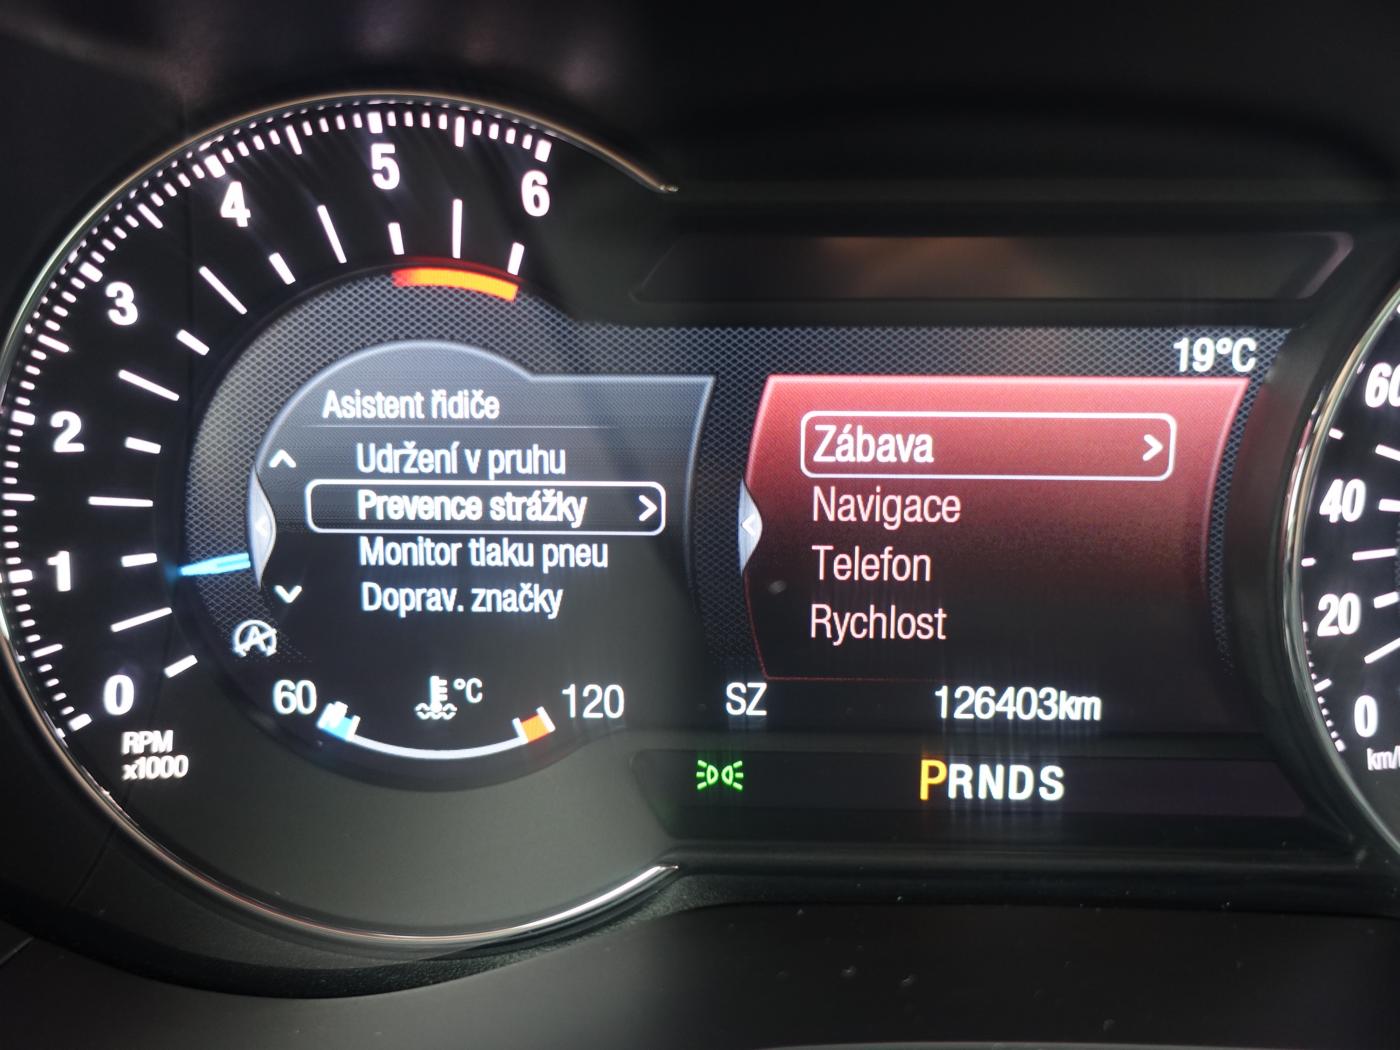 6
5
4
3
2
1
0
RPM
x1000
19°C
Asistent řidiče
Udržení v pruhu
Prevence strážky
Monitor tlaku pneu
Doprav. značky
Zábava
Navigace
Telefon
Rychlost
A
60
°C
120
SZ
126403km
PRNDS
60
40
20
0